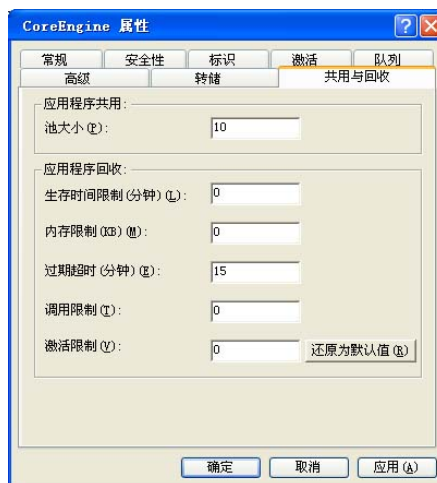 CoreEngine 属性
常规 安全性 标识 激活 队列
高级 转储 共用与回收
应用程序共用:
池大小(P): 10
应用程序回收:
生存时间限制(分钟)(L): 0
内存限制(KB)(M): 0
过期超时(分钟)(E): 15
调用限制(T): 0
激活限制(V): 0 还原为默认值(R)
确定 取消 应用(A)